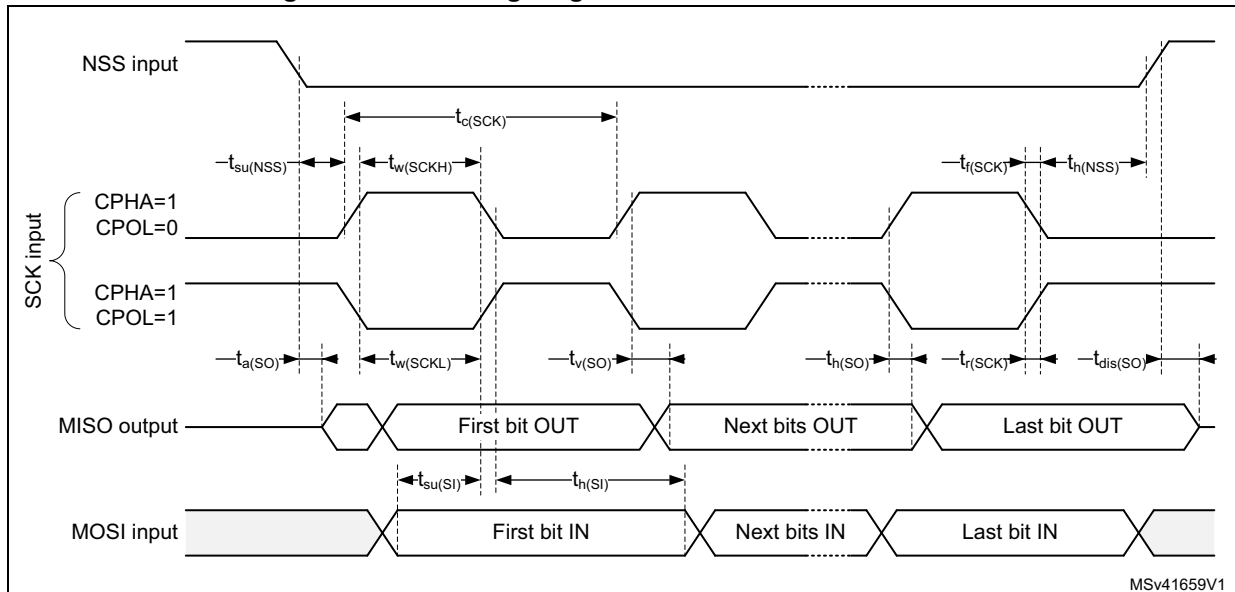 NSS input
tc(SCK)
tsu(NSS)
tw(SCKH)
tf(SCK)
th(NSS)
SCK input
CPHA=1
CPOL=0
CPHA=1
CPOL=1
ta(SO)
tw(SCKL)
tv(SO)
th(SO)
tr(SCK)
tdis(SO)
MISO output
First bit OUT
Next bits OUT
Last bit OUT
tsu(SI)
th(SI)
MOSI input
First bit IN
Next bits IN
Last bit IN
MSv41659V1